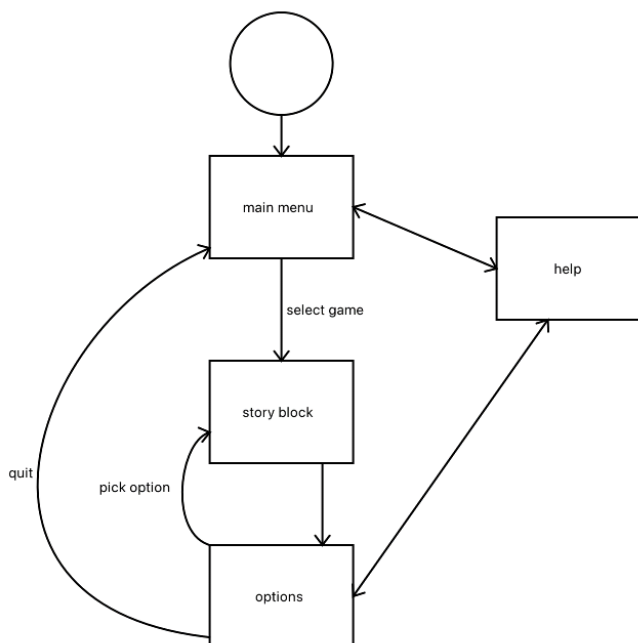 main menu
help
select game
story block
quit
pick option
options